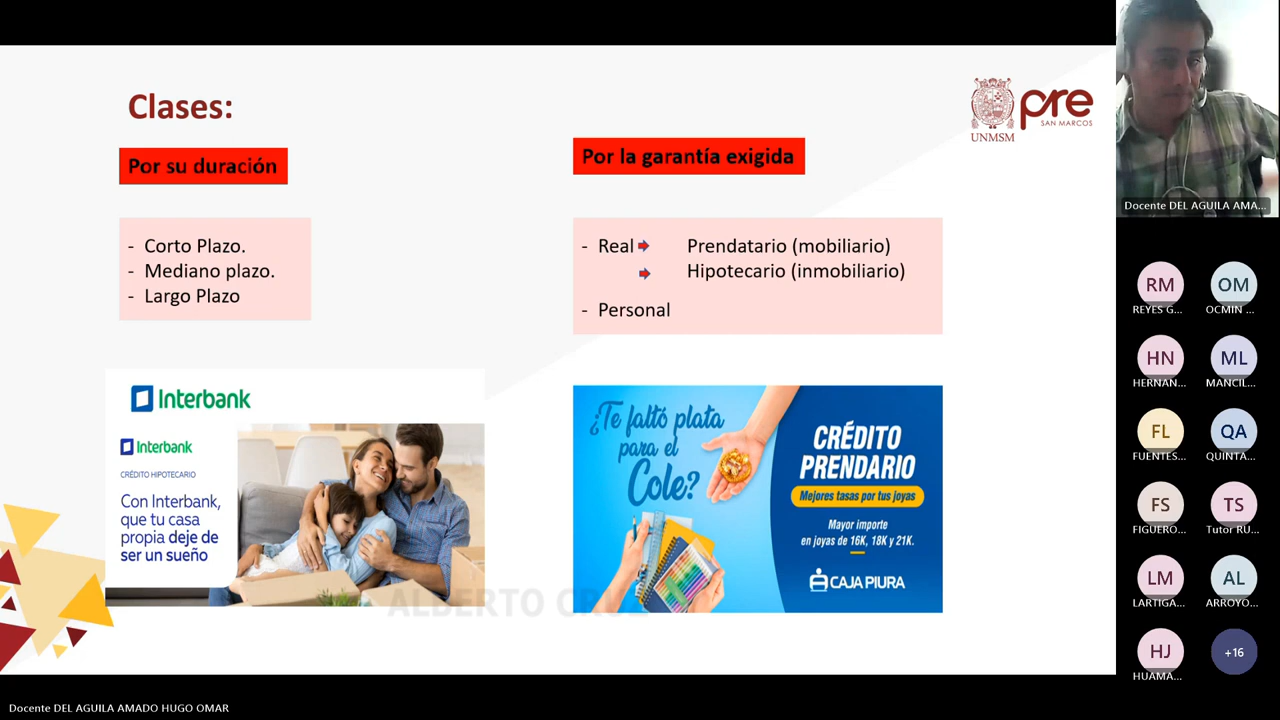 Clases:
Por su duración
- Corto Plazo.
- Mediano plazo.
- Largo Plazo
Por la garantía exigida
- Real Prendatario (mobiliario)
Hipotecario (inmobiliario)
- Personal
UNMSM
pre
SAN MARCOS
Interbank
Interbank
CRÉDITO HIPOTECARIO
Con Interbank,
que tu casa
propia deje de
ser un sueño
¿Te faltó plata
para el
Cole?
CRÉDITO
PRENDARIO
Mejores tasas por tus joyas
Mayor importe
en joyas de 16K, 18K y 21K.
CAJA PIURA
ALBERTO
Docente DEL AGUILA AMA...
RM
REYES G...
OM
OCMIN ...
HN
HERNAN...
ML
MANCIL...
FL
FUENTES...
QA
QUINTA...
FS
FIGUERO...
TS
Tutor RU...
LM
LARTIGA...
AL
ARROYO...
HJ
HUAMA...
+16
Docente DEL AGUILA AMADO HUGO OMAR